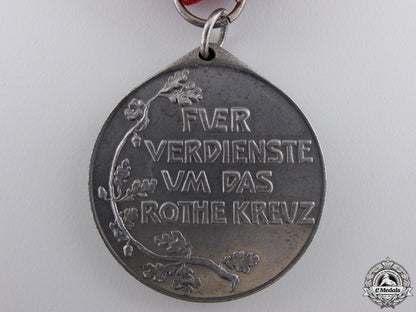 FVER
VERDIENSTE
VM DAS
ROTHE KREVZ
eMedals